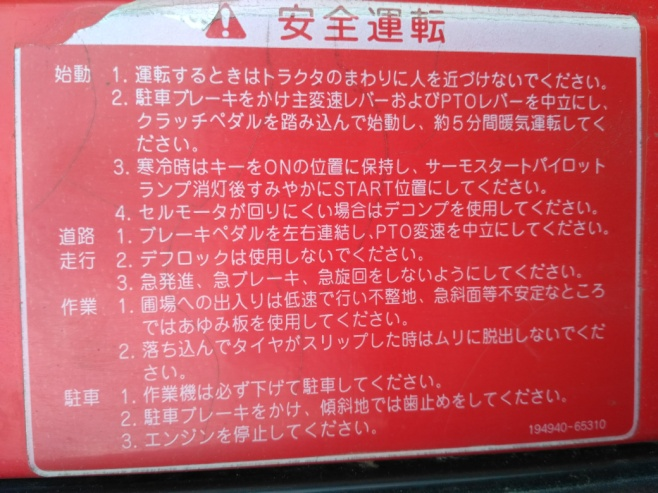 安全運転
始動 1. 運転するときはトラクタのまわりに人を近づけないでください。
2. 駐車ブレーキをかけ主変速レバーおよびPTOレバーを中立にし、
クラッチペダルを踏み込んで始動し、約5分間暖気運転してく
ださい。
3. 寒冷時はキーをONの位置に保持し、サーモスタートパイロット
ランプ消灯後すみやかにSTART位置にしてください。
4. セルモータが回りにくい場合はデコンプを使用してください。
道路 1. ブレーキペダルを左右連結し、PTO変速を中立にしてください。
走行 2. デフロックは使用しないでください。
3. 急発進、急ブレーキ、急旋回をしないようにしてください。
作業 1. 圃場への出入りは低速で行い不整地、急斜面等不安定なところ
ではあゆみ板を使用してください。
2. 落ち込んでタイヤがスリップした時はムリに脱出しないでくだ
さい。
駐車 1. 作業機は必ず下げて駐車してください。
2. 駐車ブレーキをかけ、傾斜地では歯止めをしてください。
3. エンジンを停止してください。
194940-65310